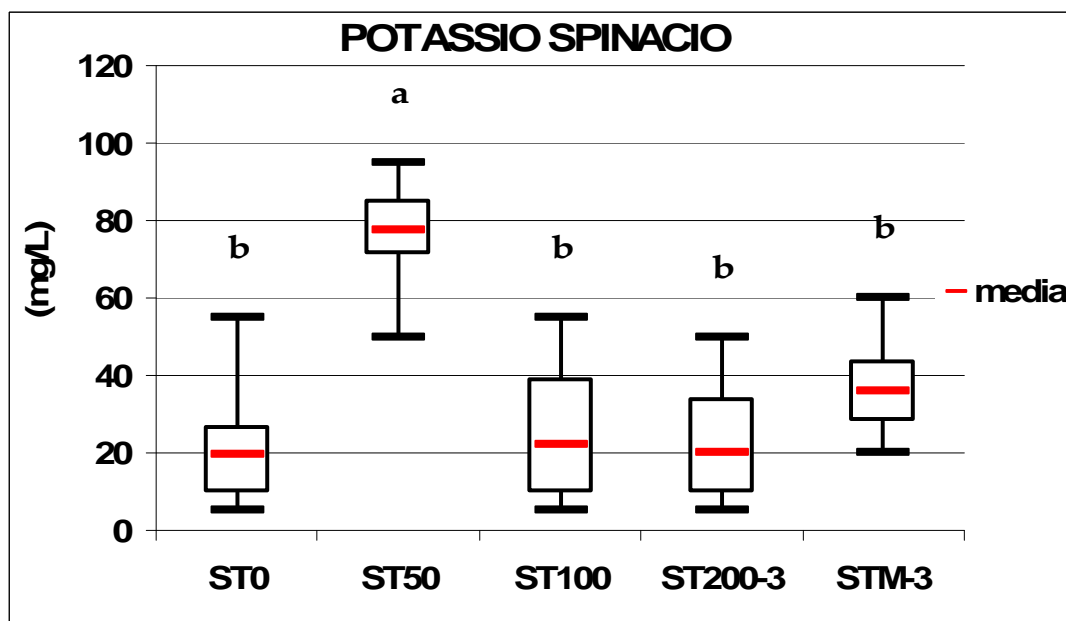 POTASSIO SPINACIO
120
100
80
60
40
20
0
(mg/L)
b
a
b
b
b
media
ST0 ST50 ST100 ST200-3 STM-3